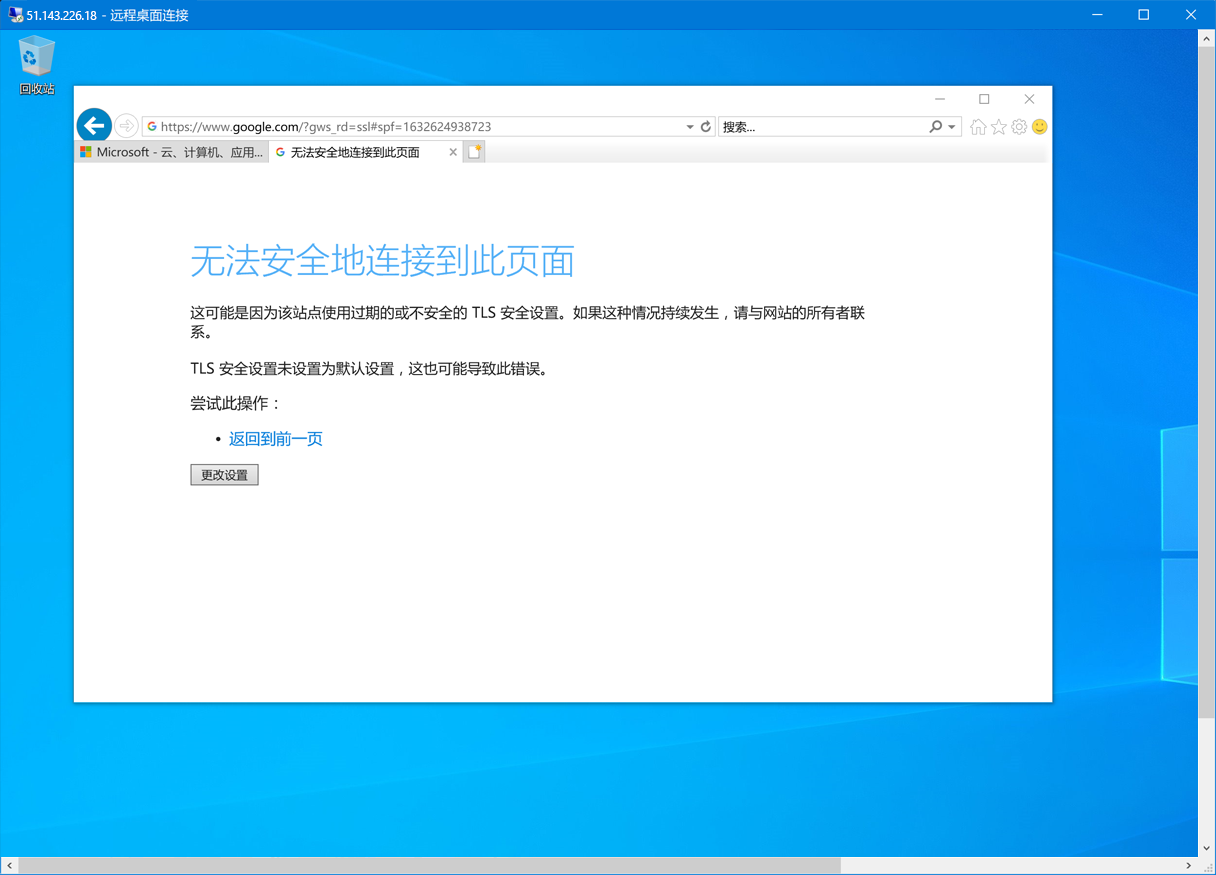 51.143.226.18 - 远程桌面连接
回收站
https://www.google.com/?gws_rd=ssl#spf=1632624938723
搜索...
Microsoft - 云、计算机、应用...
无法安全地连接到此页面
无法安全地连接到此页面
这可能是因为该站点使用过期的或不安全的 TLS 安全设置。如果这种情况持续发生，请与网站的所有者联
系。
TLS 安全设置未设置为默认设置，这也可能导致此错误。
尝试此操作：
• 返回到前一页
更改设置